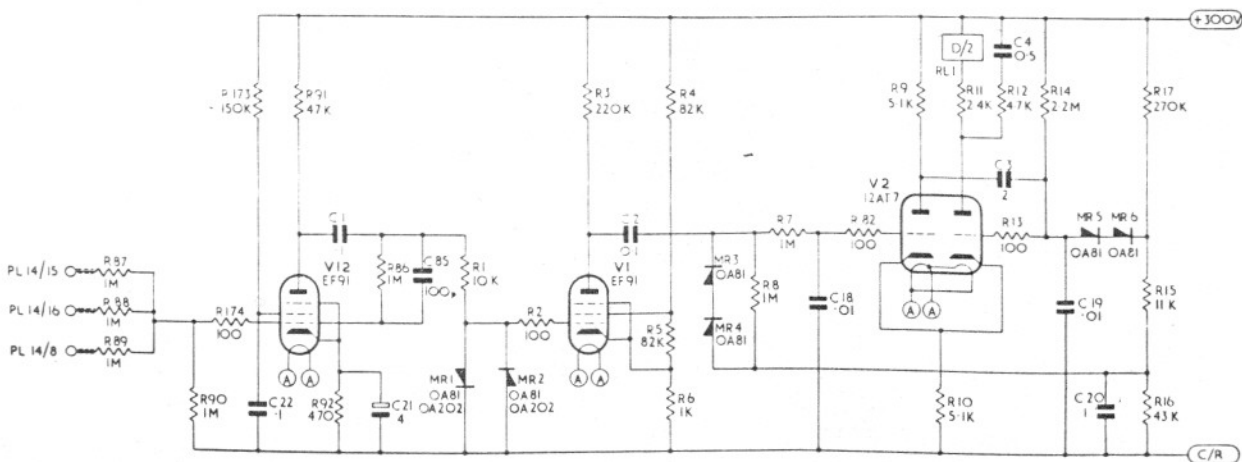 +300V
R173
150K
R91
47K
R3
220K
R4
82K
R9
5·1K
D/2
RL1
C4
0·5
R11
2.4K
R12
4.7K
R14
2.2M
R17
270K
C1
V12
EF91
R86
1M
C85
100p
R1
10K
C2
0·1
V1
EF91
R7
1M
R82
100
V2
12AT7
C3
2
R13
100
MR5
OA81
MR6
OA81
PL 14/15
R87
1M
PL 14/16
R88
1M
PL 14/8
R89
1M
R174
100
R2
100
MR3
OA81
R8
1M
C18
·01
MR4
OA81
A
A
A
A
A
A
R5
82K
C19
·01
R15
11K
R90
1M
C22
·1
R92
470
C21
4
MR1
OA81
OA202
MR2
OA81
OA202
R6
1K
R10
5·1K
C20
1
R16
43K
C/R